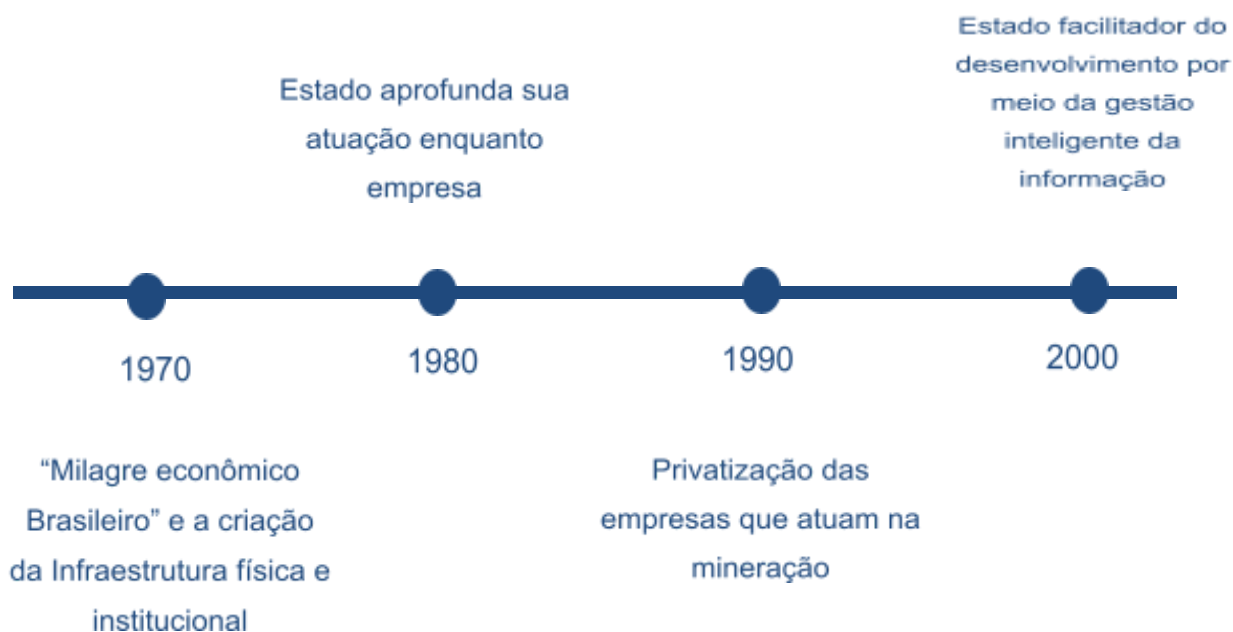 Estado facilitador do
desenvolvimento por
meio da gestão
inteligente da
informação
Estado aprofunda sua
atuação enquanto
empresa
1970
1980
1990
2000
“Milagre econômico
Brasileiro” e a criação
da Infraestrutura física e
institucional
Privatização das
empresas que atuam na
mineração